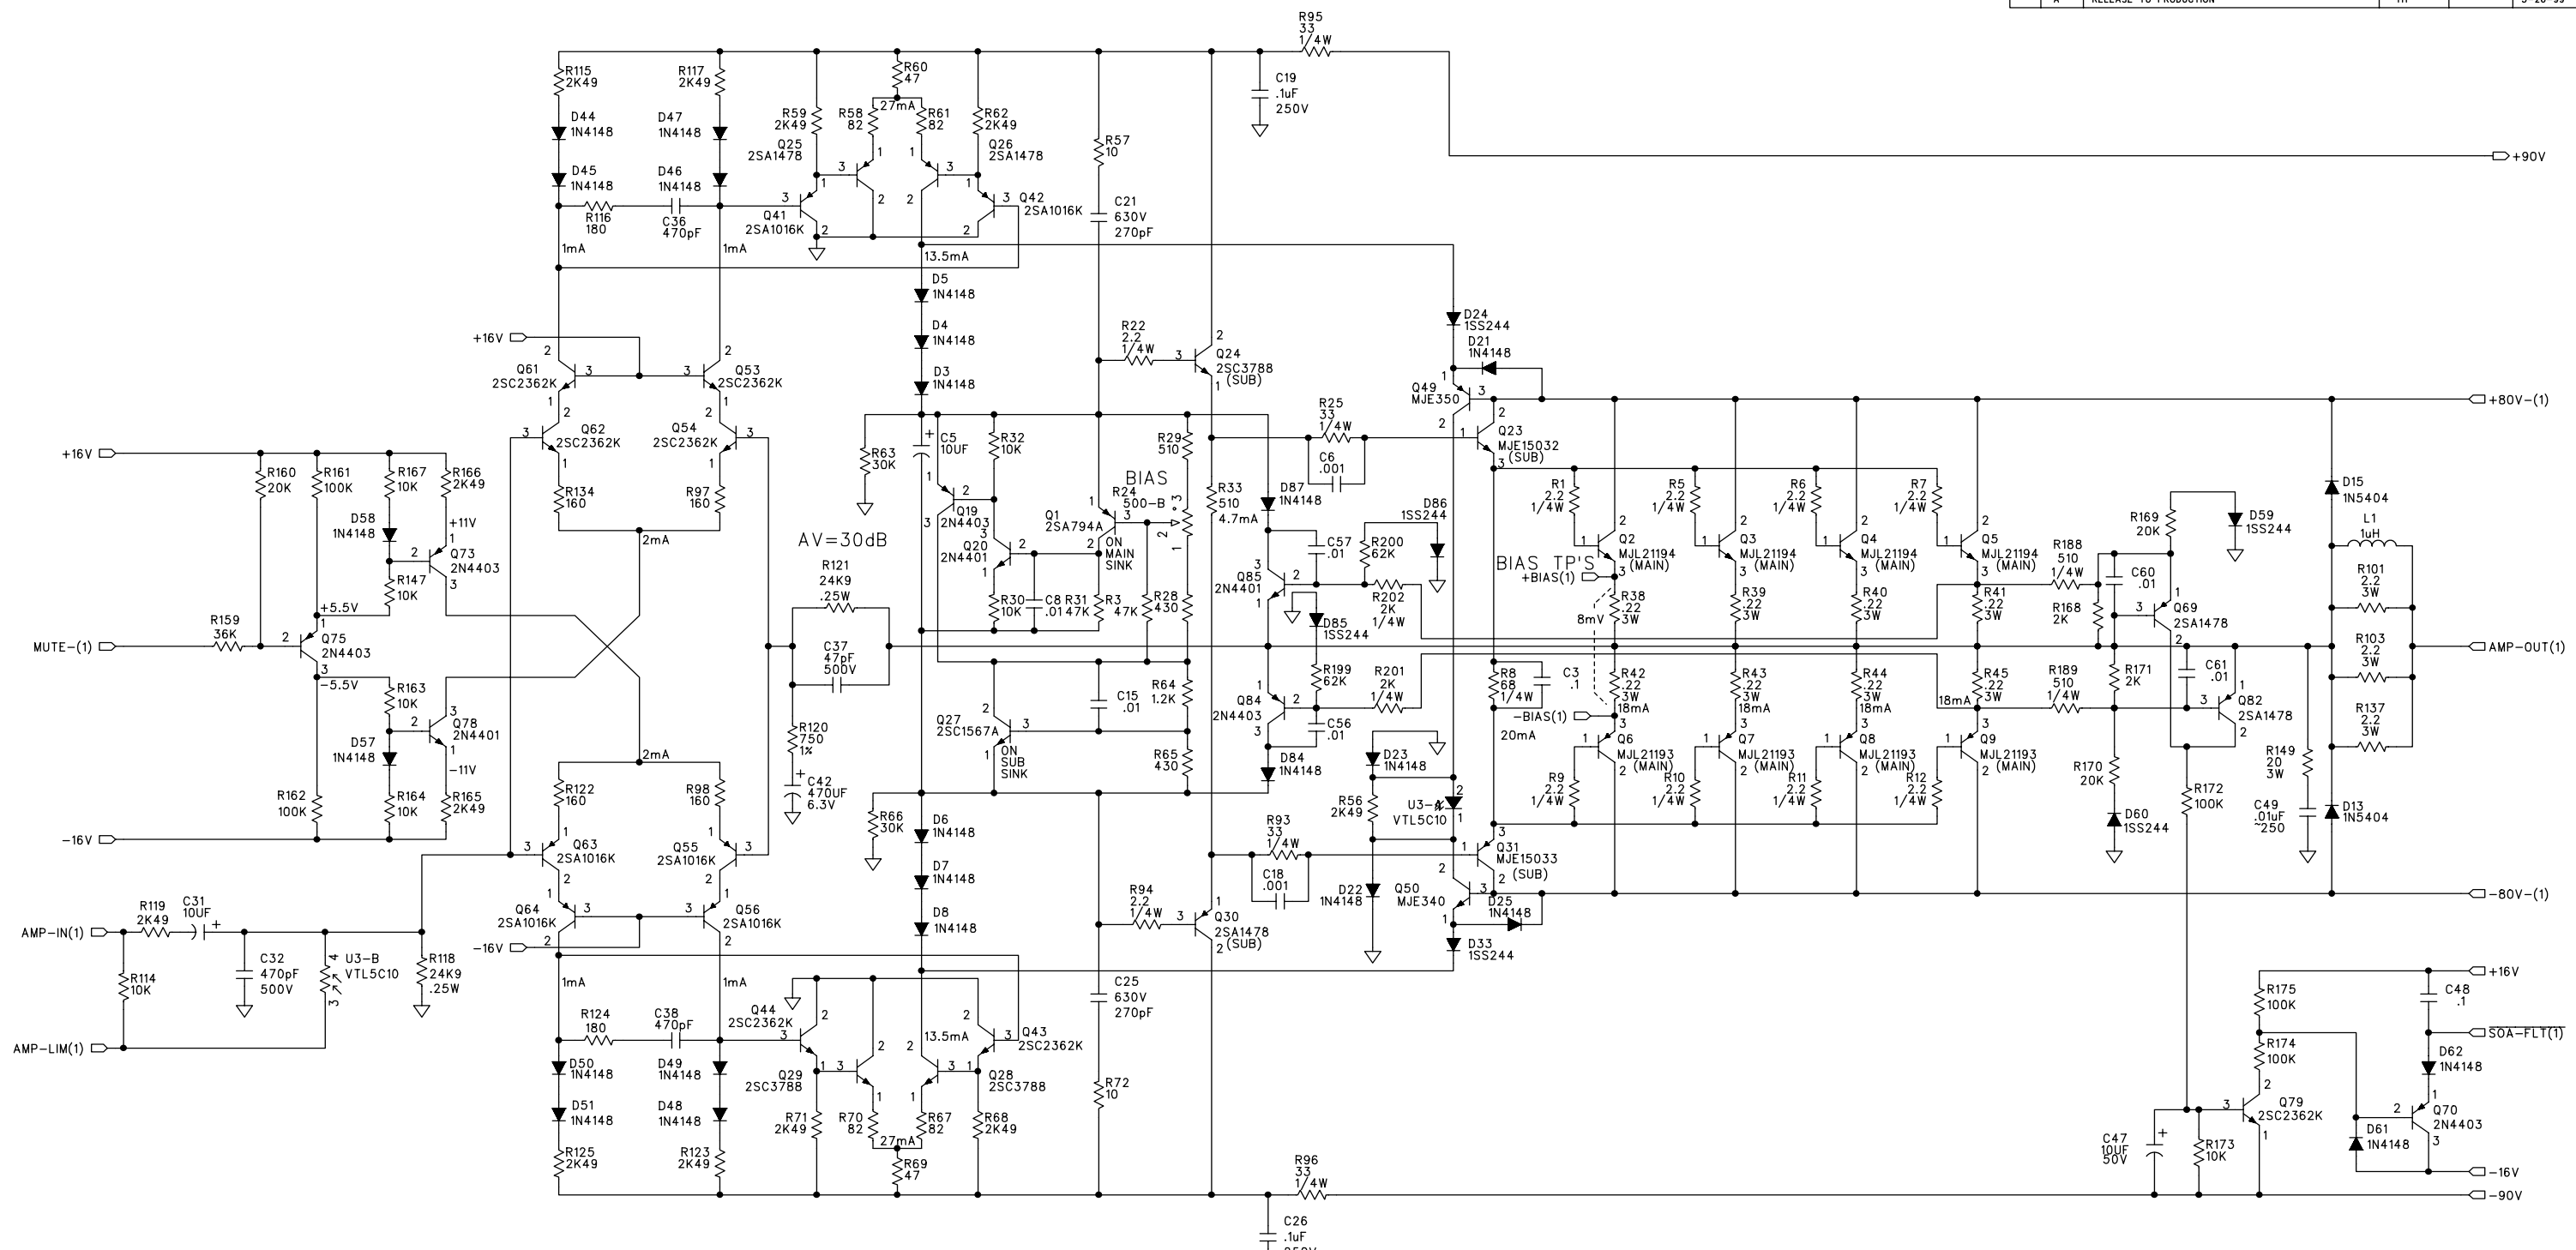 A RELEASE TO PRODUCTION
R95
33
1/4W
R115
2K49
R117
2K49
R60
47
27mA
C19
.1uF
250V
D44
1N4148
D47
1N4148
R59
2K49
R58
82
R61
82
R62
2K49
Q25
2SA1478
Q26
2SA1478
R57
10
+90V
D45
1N4148
D46
1N4148
R116
180
C36
470pF
Q41
2SA1016K
Q42
2SA1016K
C21
630V
270pF
1mA
1mA
13.5mA
D5
1N4148
D4
1N4148
D3
1N4148
+16V
Q61
2SC2362K
Q53
2SC2362K
R22
2.2
1/4W
Q24
2SC3788
(SUB)
D24
1SS244
D21
1N4148
Q49
MJE350
+80V-(1)
Q62
2SC2362K
Q54
2SC2362K
R63
30K
C5
10UF
R32
10K
R29
510
R25
33
1/4W
C6
.001
Q23
MJE15032
(SUB)
+16V
R160
20K
R161
100K
R167
10K
R166
2K49
R134
160
R97
160
BIAS
R24
500-B
R33
510
4.7mA
D87
1N4148
D86
1SS244
R1
2.2
1/4W
R5
2.2
1/4W
R6
2.2
1/4W
R7
2.2
1/4W
D15
1N5404
L1
1uH
D58
1N4148
+11V
Q73
2N4403
2mA
AV=30dB
R121
24K9
.25W
Q19
2N4403
Q20
2N4401
Q1
2SA794A
ON
MAIN
SINK
C57
.01
R200
62K
Q85
2N4401
BIAS TP'S
+BIAS(1)
Q2
MJL21194
(MAIN)
Q3
MJL21194
(MAIN)
Q4
MJL21194
(MAIN)
Q5
MJL21194
(MAIN)
R188
510
1/4W
C60
.01
R169
20K
D59
1SS244
R101
2.2
3W
R147
10K
+5.5V
R30
10K
C8
.01
R31
47K
R3
47K
R28
430
R202
2K
1/4W
D85
1SS244
R38
.22
3W
8mV
R39
.22
3W
R40
.22
3W
R41
.22
3W
R168
2K
Q69
2SA1478
MUTE-(1)
R159
36K
Q75
2N4403
-5.5V
C37
47pF
500V
R103
2.2
3W
AMP-OUT(1)
R163
10K
Q78
2N4401
D57
1N4148
-11V
R120
750
1%
C42
470UF
6.3V
Q27
2SC1567A
ON
SUB
SINK
C15
.01
R64
1.2K
R65
430
Q84
2N4403
R199
62K
C56
.01
R201
2K
1/4W
D84
1N4148
R8
68
1/4W
C3
.1
20mA
-BIAS(1)
R42
.22
3W
18mA
R43
.22
3W
18mA
R44
.22
3W
18mA
R45
.22
3W
18mA
R189
510
1/4W
R171
2K
C61
.01
Q82
2SA1478
R137
2.2
3W
R149
20
3W
Q6
MJL21193
(MAIN)
Q7
MJL21193
(MAIN)
Q8
MJL21193
(MAIN)
Q9
MJL21193
(MAIN)
R162
100K
R164
10K
R165
2K49
-16V
2mA
R122
160
R98
160
R66
30K
D6
1N4148
D7
1N4148
D8
1N4148
D23
1N4148
R56
2K49
U3-A
VTL5C10
R9
2.2
1/4W
R10
2.2
1/4W
R11
2.2
1/4W
R12
2.2
1/4W
R170
20K
D60
1SS244
R172
100K
C49
.01uF
~250
D13
1N5404
Q63
2SA1016K
Q55
2SA1016K
R93
33
1/4W
C18
.001
Q31
MJE15033
(SUB)
D22
1N4148
Q50
MJE340
D25
1N4148
-80V-(1)
D33
1SS244
Q64
2SA1016K
Q56
2SA1016K
-16V
R94
2.2
1/4W
Q30
2SA1478
(SUB)
AMP-IN(1)
R119
2K49
C31
10UF
R114
10K
C32
470pF
500V
U3-B
VTL5C10
R118
24K9
.25W
AMP-LIM(1)
1mA
1mA
R124
180
C38
470pF
Q44
2SC2362K
Q43
2SC2362K
13.5mA
C25
630V
270pF
D50
1N4148
D49
1N4148
Q29
2SC3788
Q28
2SC3788
D51
1N4148
D48
1N4148
R71
2K49
R70
82
R67
82
R68
2K49
R72
10
27mA
R125
2K49
R123
2K49
R69
47
R96
33
1/4W
C26
.1uF
+16V
R175
100K
C48
.1
SOA-FLT(1)
R174
100K
D62
1N4148
Q79
2SC2362K
Q70
2N4403
D61
1N4148
C47
10UF
50V
R173
10K
-16V
-90V